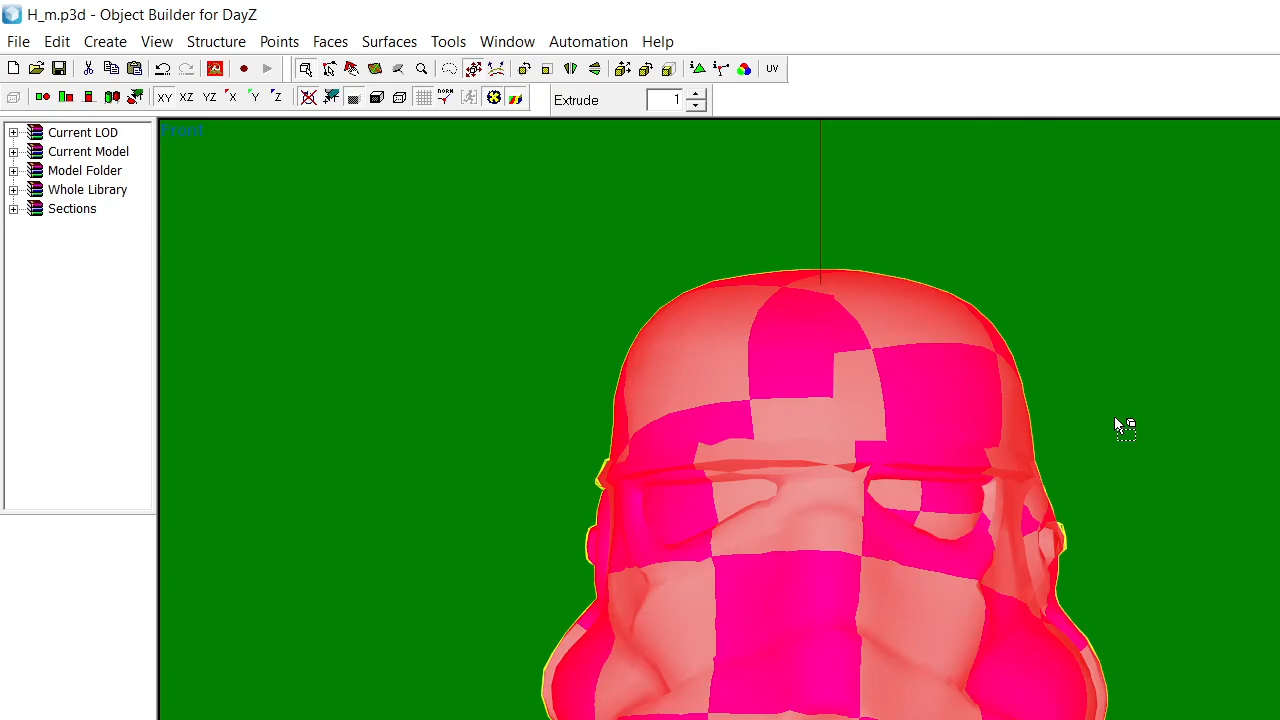 H_m.p3d - Object Builder for DayZ
File Edit Create View Structure Points Faces Surfaces Tools Window Automation Help
UV
XY XZ YZ X Y Z NORM Extrude 1
Current LOD
Current Model
Model Folder
Whole Library
Sections
Front